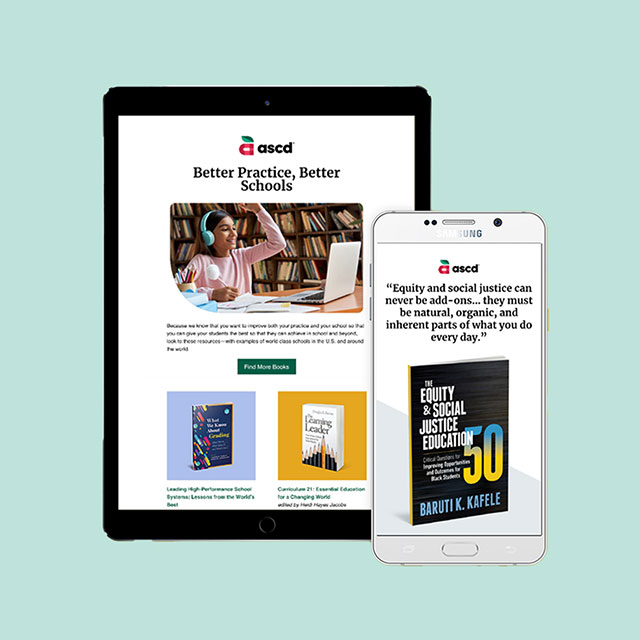 ascd
Better Practice, Better
Schools
Because we know that you want to improve both your practice and your school so that
you can give your students the best so that they can achieve in school and beyond,
look to these resources—with examples of world class schools in the U.S. and around
the world.
Find More Books
What
We Know
About
Grading
The
Learning
Leader
Leading High-Performance School
Systems: Lessons from the World's
Best
Curriculum 21: Essential Education
for a Changing World
edited by Heidi Hayes Jacobs
SAMSUNG
ascd
“Equity and social justice can
never be add-ons... they must
be natural, organic, and
inherent parts of what you do
every day.”
THE
EQUITY
& SOCIAL
JUSTICE
EDUCATION
50
Critical Questions for
Improving Opportunities
and Outcomes for
Black Students
BARUTI K. KAFELE